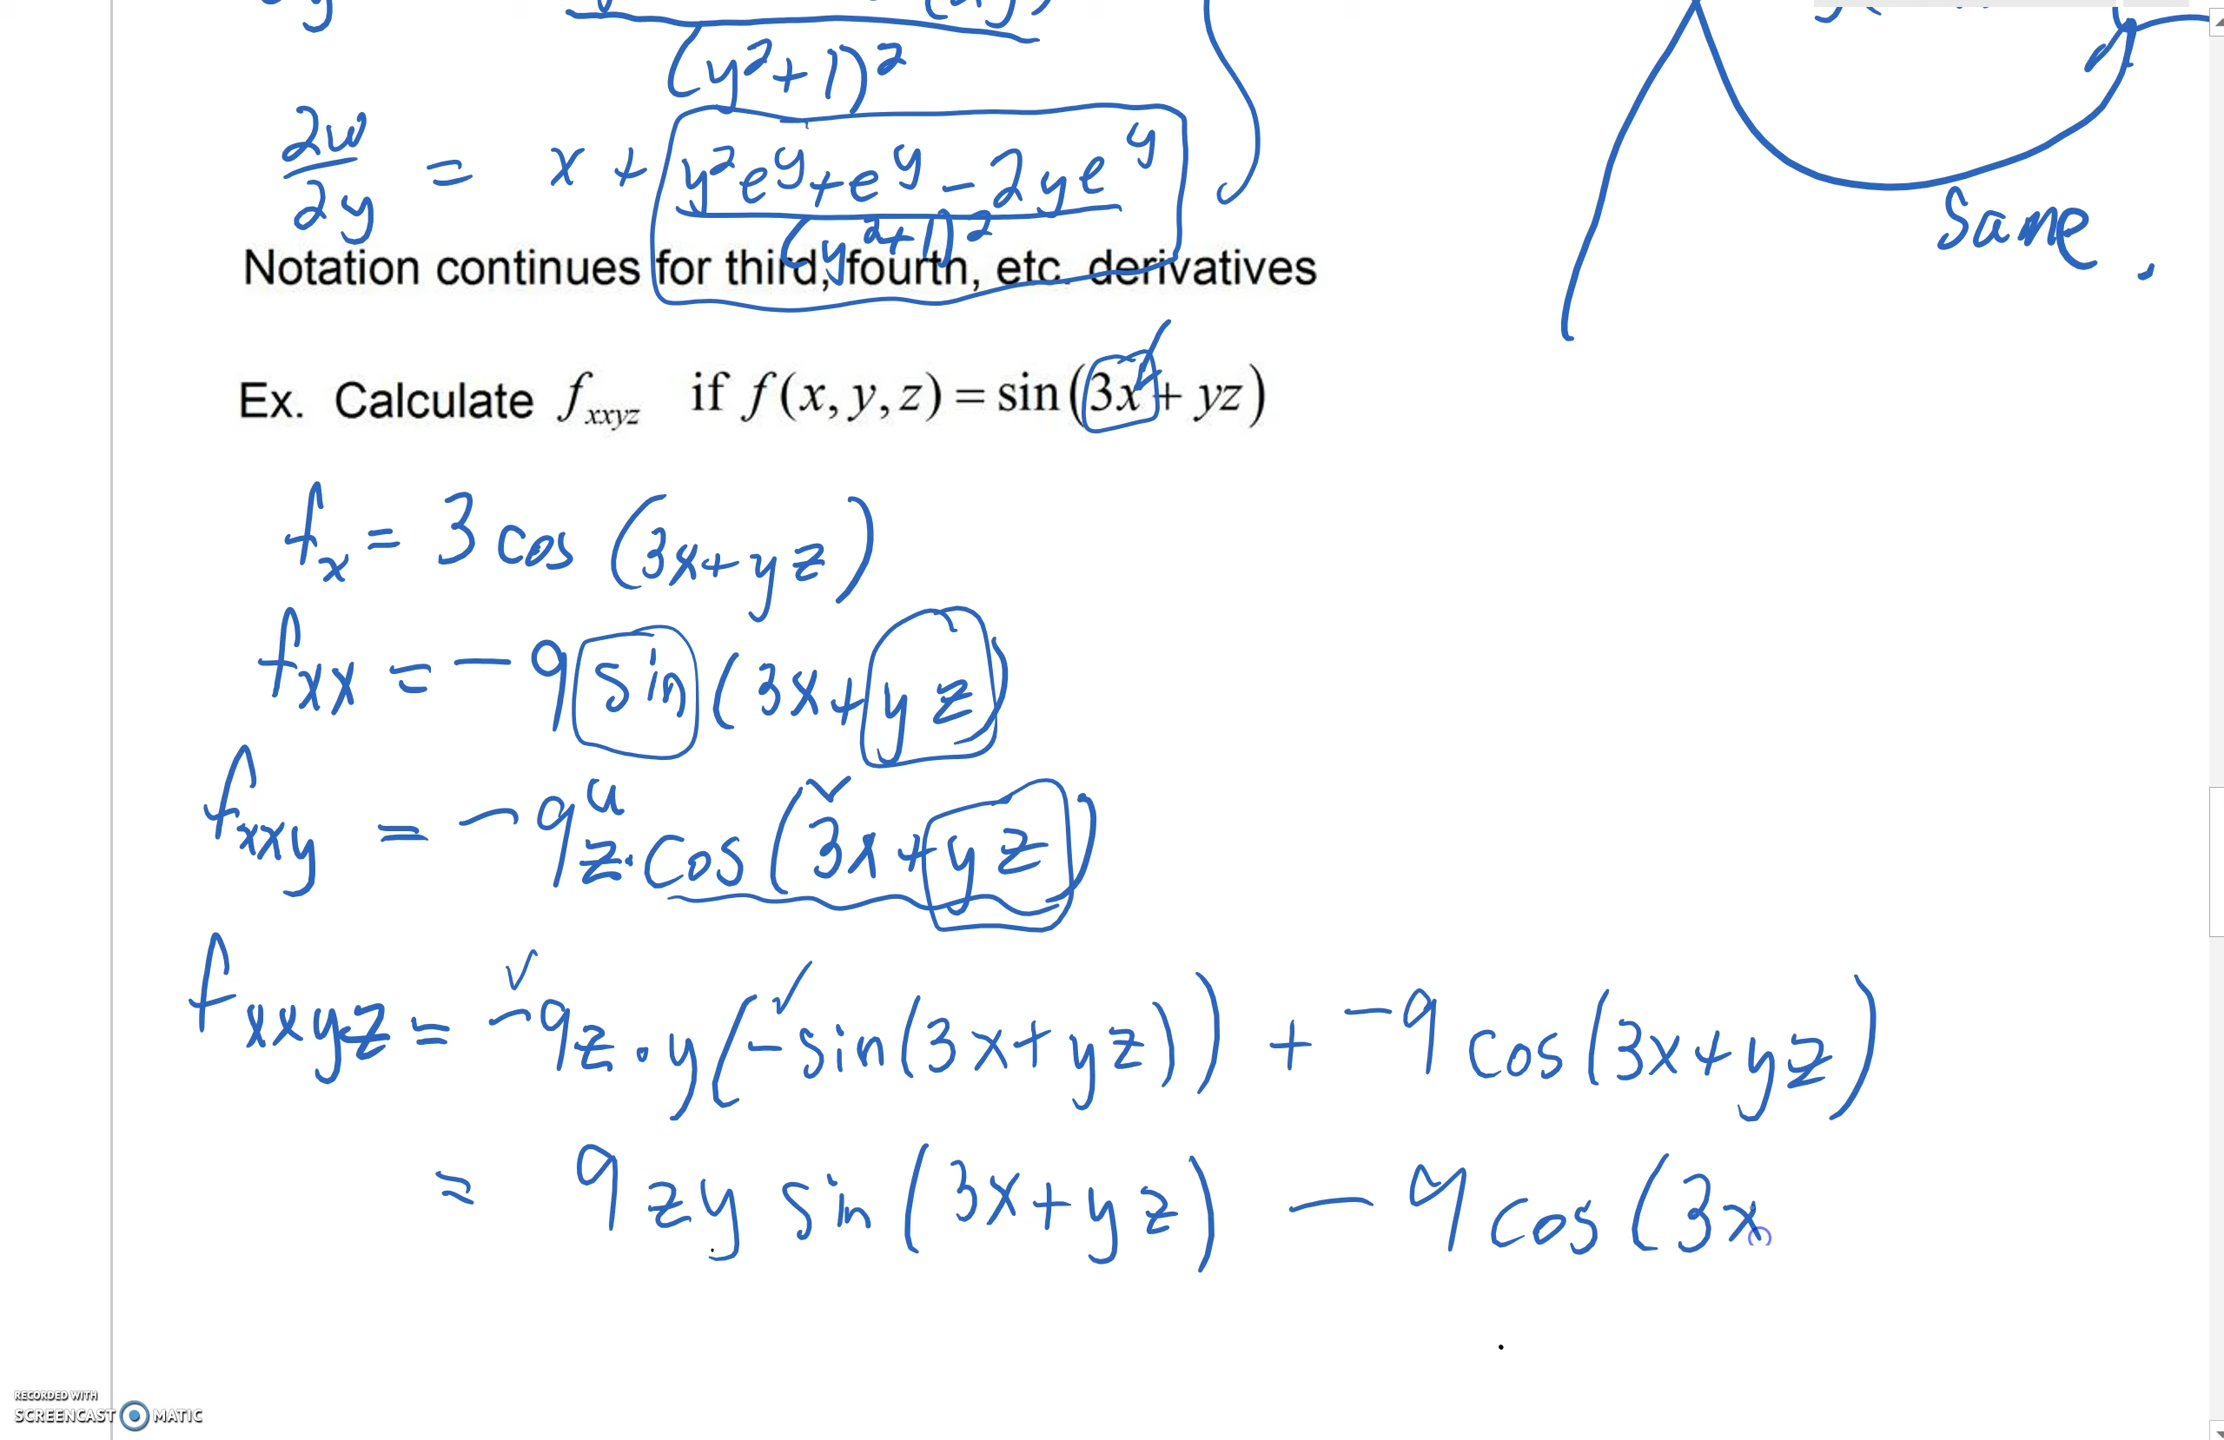 (y²+1)²
∂w/∂y = x + (y²e^y + e^y - 2ye^y)/(y²+1)²
same.
Notation continues for third, fourth, etc. derivatives
Ex. Calculate f_xxyz if f(x, y, z) = sin(3x + yz)
f_x = 3 cos (3x+yz)
f_xx = -9 sin (3x+yz)
u v
f_xxy = -9z·cos(3x+yz)
f_xxyz = -9z·y(-sin(3x+yz)) + -9 cos(3x+yz)
= 9zy sin(3x+yz) - 9 cos(3x
RECORDED WITH
SCREENCAST MATIC